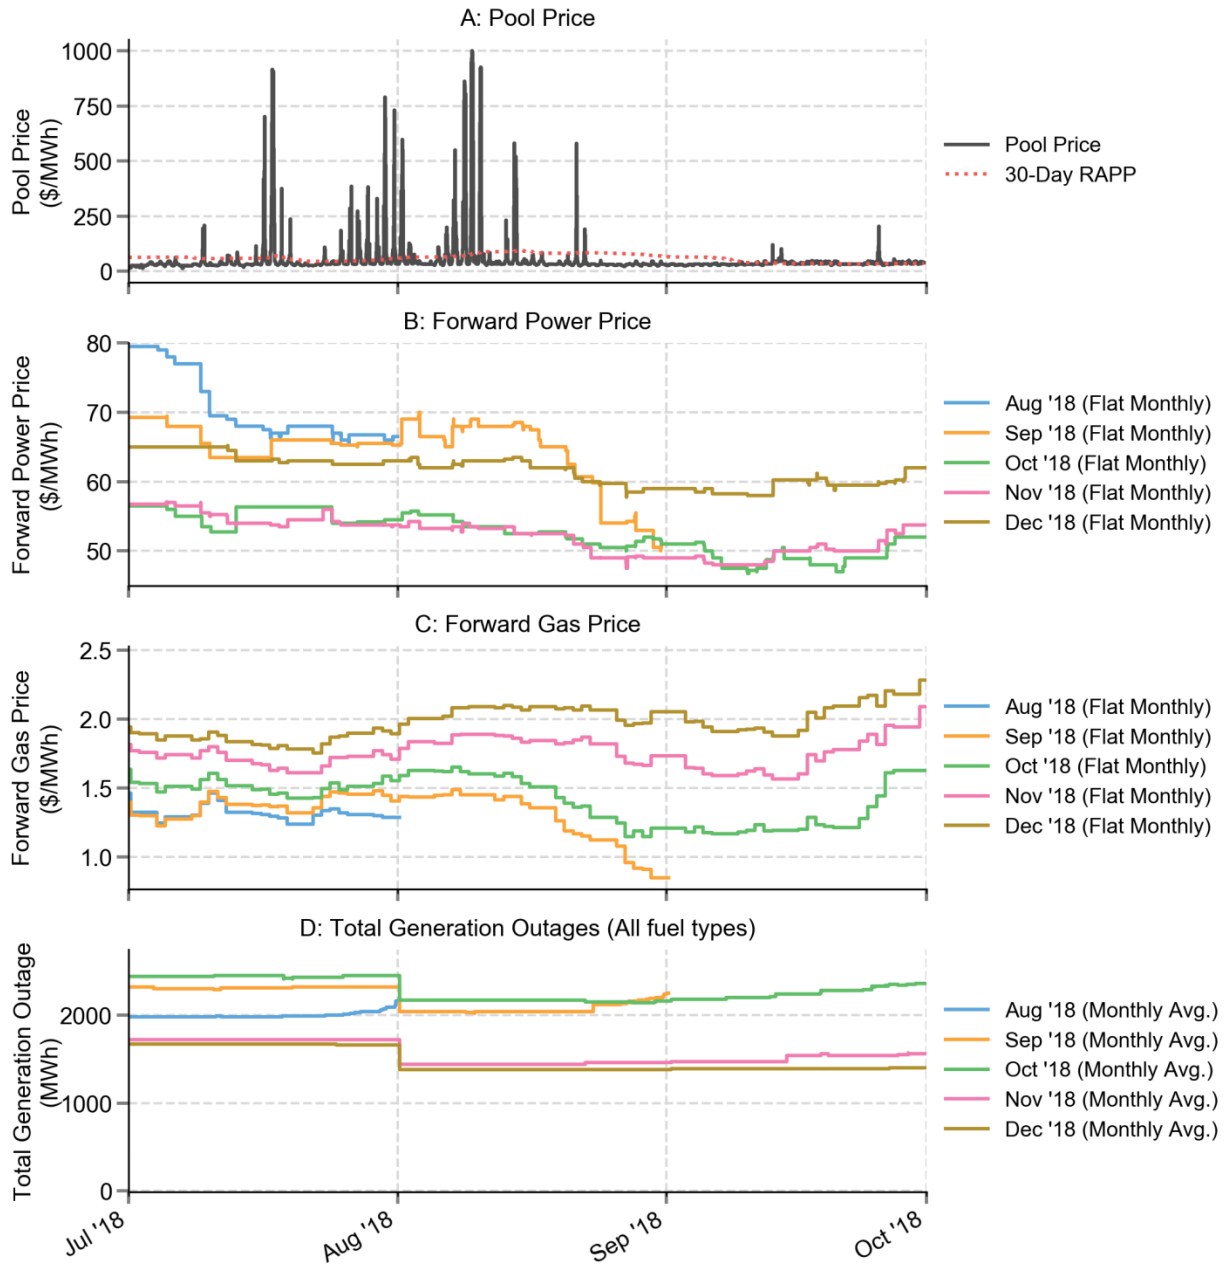 A: Pool Price
1000
750
500
250
0
Pool Price
($/MWh)
Pool Price
30-Day RAPP
B: Forward Power Price
80
70
60
50
Forward Power Price
($/MWh)
Aug '18 (Flat Monthly)
Sep '18 (Flat Monthly)
Oct '18 (Flat Monthly)
Nov '18 (Flat Monthly)
Dec '18 (Flat Monthly)
C: Forward Gas Price
2.5
2.0
1.5
1.0
Forward Gas Price
($/MWh)
Aug '18 (Flat Monthly)
Sep '18 (Flat Monthly)
Oct '18 (Flat Monthly)
Nov '18 (Flat Monthly)
Dec '18 (Flat Monthly)
D: Total Generation Outages (All fuel types)
2000
1000
0
Total Generation Outage
(MWh)
Aug '18 (Monthly Avg.)
Sep '18 (Monthly Avg.)
Oct '18 (Monthly Avg.)
Nov '18 (Monthly Avg.)
Dec '18 (Monthly Avg.)
Jul '18
Aug '18
Sep '18
Oct '18